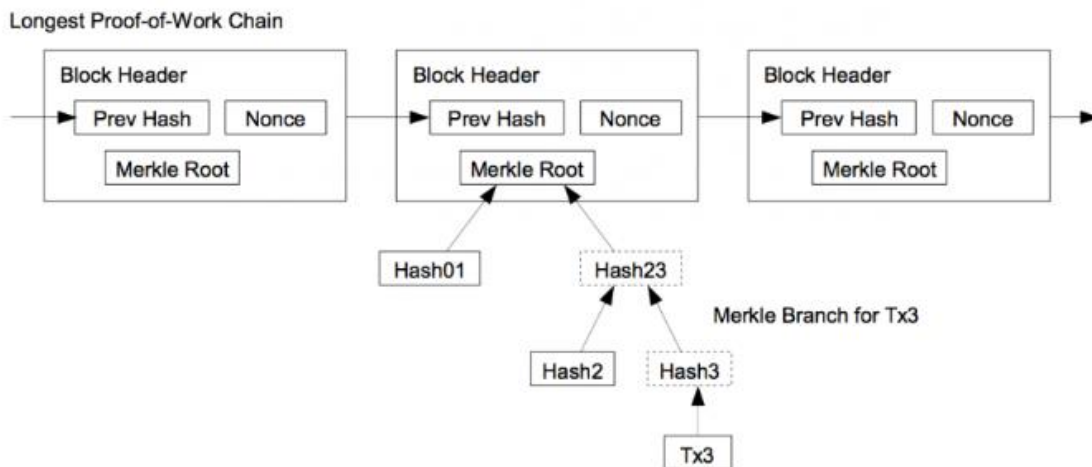 Longest Proof-of-Work Chain
Block Header Block Header Block Header
Prev Hash Nonce Prev Hash Nonce Prev Hash Nonce
Merkle Root Merkle Root Merkle Root
Hash01 Hash23
Merkle Branch for Tx3
Hash2 Hash3
Tx3